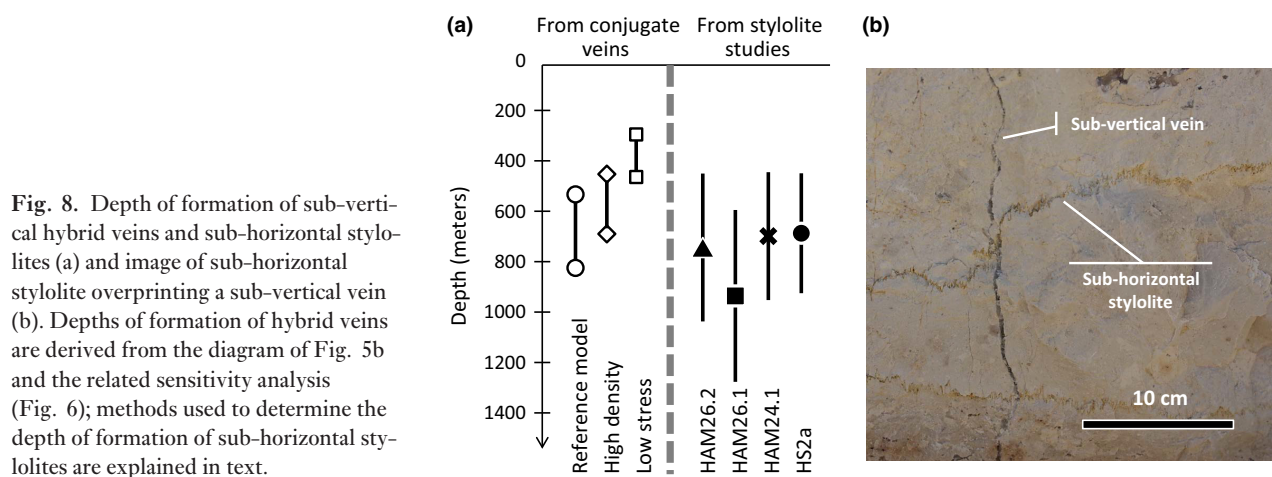 Fig. 8. Depth of formation of sub-verti-
cal hybrid veins and sub-horizontal stylo-
lites (a) and image of sub-horizontal
stylolite overprinting a sub-vertical vein
(b). Depths of formation of hybrid veins
are derived from the diagram of Fig. 5b
and the related sensitivity analysis
(Fig. 6); methods used to determine the
depth of formation of sub-horizontal sty-
lolites are explained in text.
(a)
From conjugate
veins
From stylolite
studies
Depth (meters)
0
200
400
600
800
1000
1200
1400
Reference model
High density
Low stress
HAM26.2
HAM26.1
HAM24.1
HS2a
(b)
Sub-vertical vein
Sub-horizontal
stylolite
10 cm